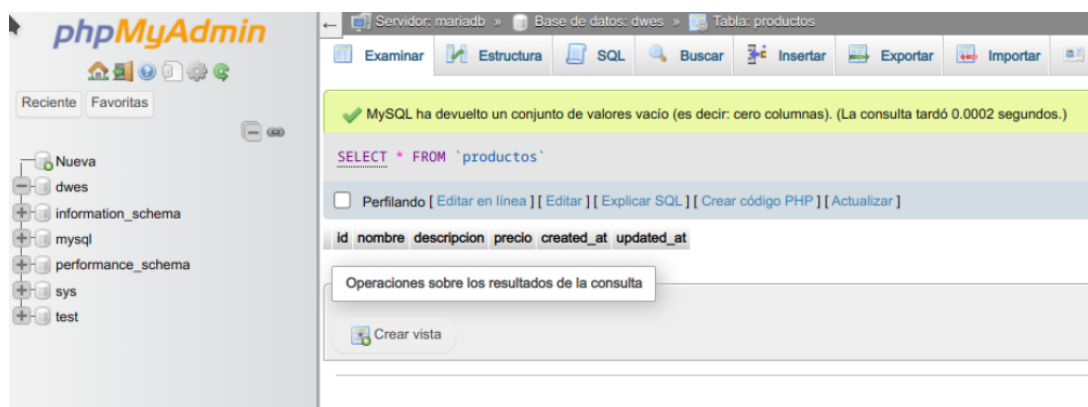 phpMyAdmin
Reciente Favoritas
Nueva
dwes
information_schema
mysql
performance_schema
sys
test
Servidor: mariadb » Base de datos: dwes » Tabla: productos
Examinar Estructura SQL Buscar Insertar Exportar Importar
MySQL ha devuelto un conjunto de valores vacío (es decir: cero columnas). (La consulta tardó 0.0002 segundos.)
SELECT * FROM `productos`
Perfilando [ Editar en línea ] [ Editar ] [ Explicar SQL ] [ Crear código PHP ] [ Actualizar ]
id nombre descripcion precio created_at updated_at
Operaciones sobre los resultados de la consulta
Crear vista